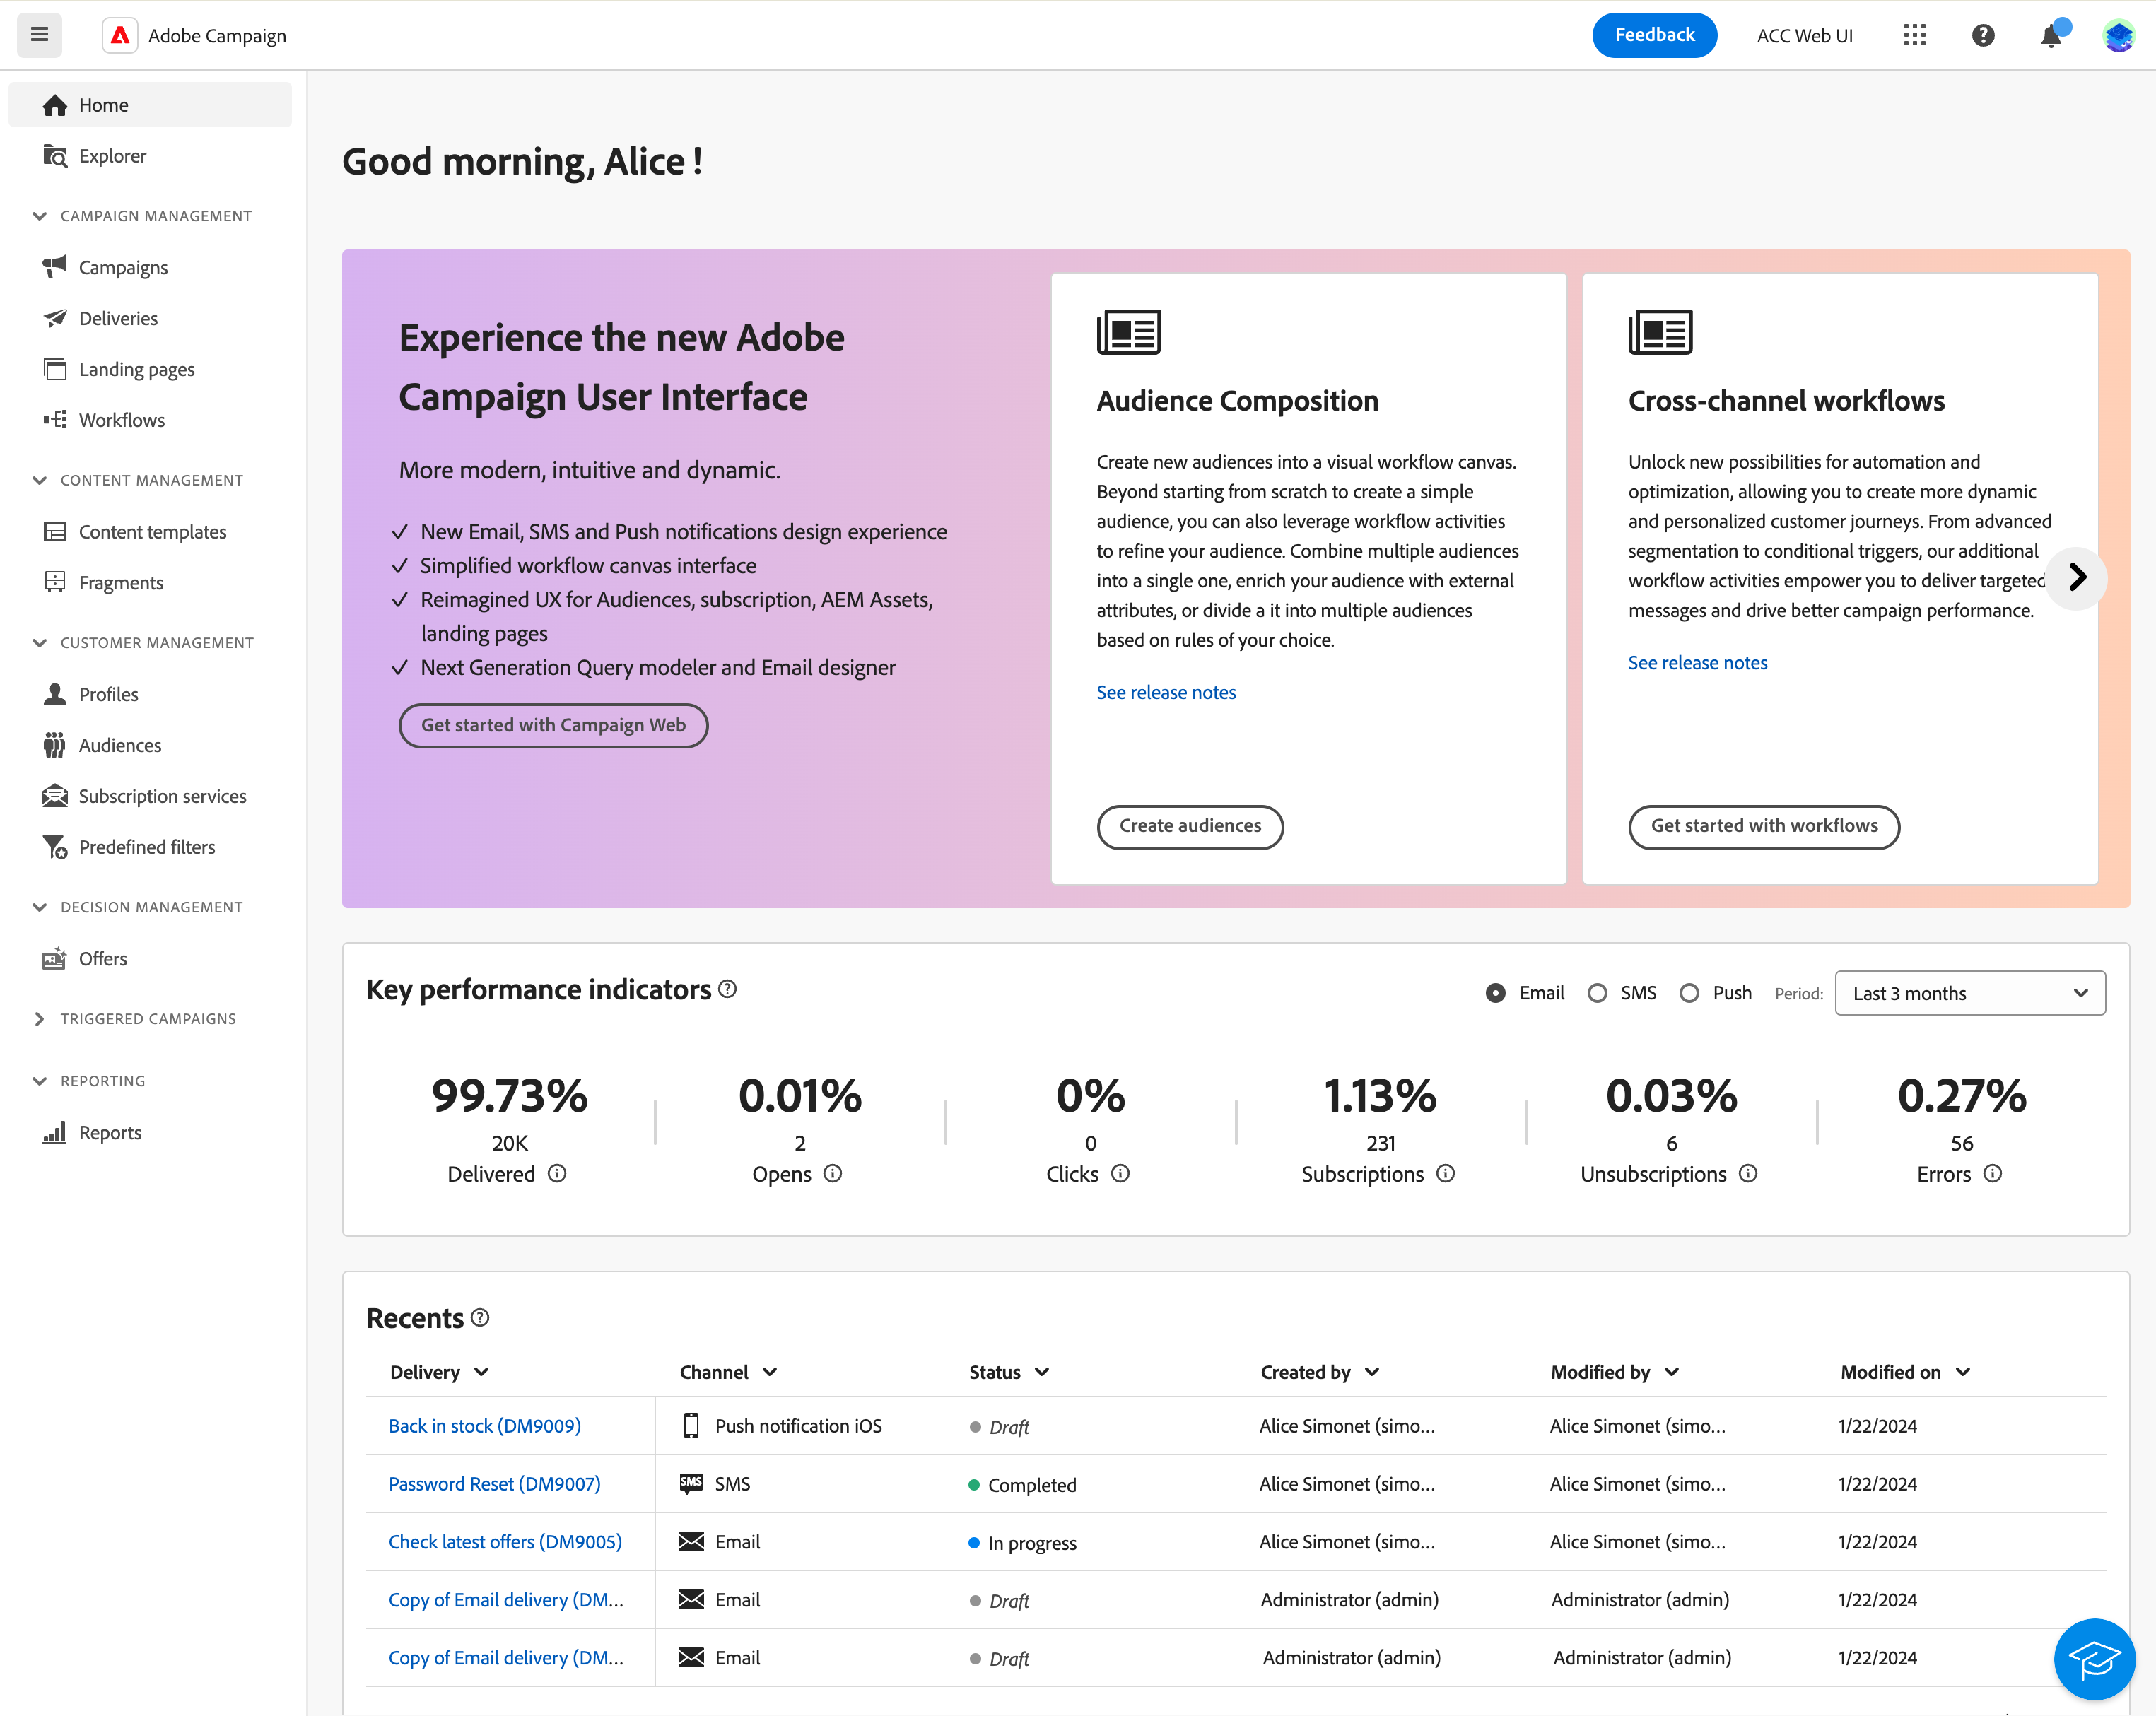 Adobe Campaign
Feedback
ACC Web UI
Home
Explorer
CAMPAIGN MANAGEMENT
Campaigns
Deliveries
Landing pages
Workflows
CONTENT MANAGEMENT
Content templates
Fragments
CUSTOMER MANAGEMENT
Profiles
Audiences
Subscription services
Predefined filters
DECISION MANAGEMENT
Offers
TRIGGERED CAMPAIGNS
REPORTING
Reports
Good morning, Alice !
Experience the new Adobe
Campaign User Interface
More modern, intuitive and dynamic.
New Email, SMS and Push notifications design experience
Simplified workflow canvas interface
Reimagined UX for Audiences, subscription, AEM Assets,
landing pages
Next Generation Query modeler and Email designer
Get started with Campaign Web
Audience Composition
Create new audiences into a visual workflow canvas.
Beyond starting from scratch to create a simple
audience, you can also leverage workflow activities
to refine your audience. Combine multiple audiences
into a single one, enrich your audience with external
attributes, or divide a it into multiple audiences
based on rules of your choice.
See release notes
Create audiences
Cross-channel workflows
Unlock new possibilities for automation and
optimization, allowing you to create more dynamic
and personalized customer journeys. From advanced
segmentation to conditional triggers, our additional
workflow activities empower you to deliver targeted
messages and drive better campaign performance.
See release notes
Get started with workflows
Key performance indicators
Email SMS Push Period: Last 3 months
99.73% 0.01% 0% 1.13% 0.03% 0.27%
20K 2 0 231 6 56
Delivered Opens Clicks Subscriptions Unsubscriptions Errors
Recents
Delivery Channel Status Created by Modified by Modified on
Back in stock (DM9009) Push notification iOS Draft Alice Simonet (simo... Alice Simonet (simo... 1/22/2024
Password Reset (DM9007) SMS SMS Completed Alice Simonet (simo... Alice Simonet (simo... 1/22/2024
Check latest offers (DM9005) Email In progress Alice Simonet (simo... Alice Simonet (simo... 1/22/2024
Copy of Email delivery (DM... Email Draft Administrator (admin) Administrator (admin) 1/22/2024
Copy of Email delivery (DM... Email Draft Administrator (admin) Administrator (admin) 1/22/2024